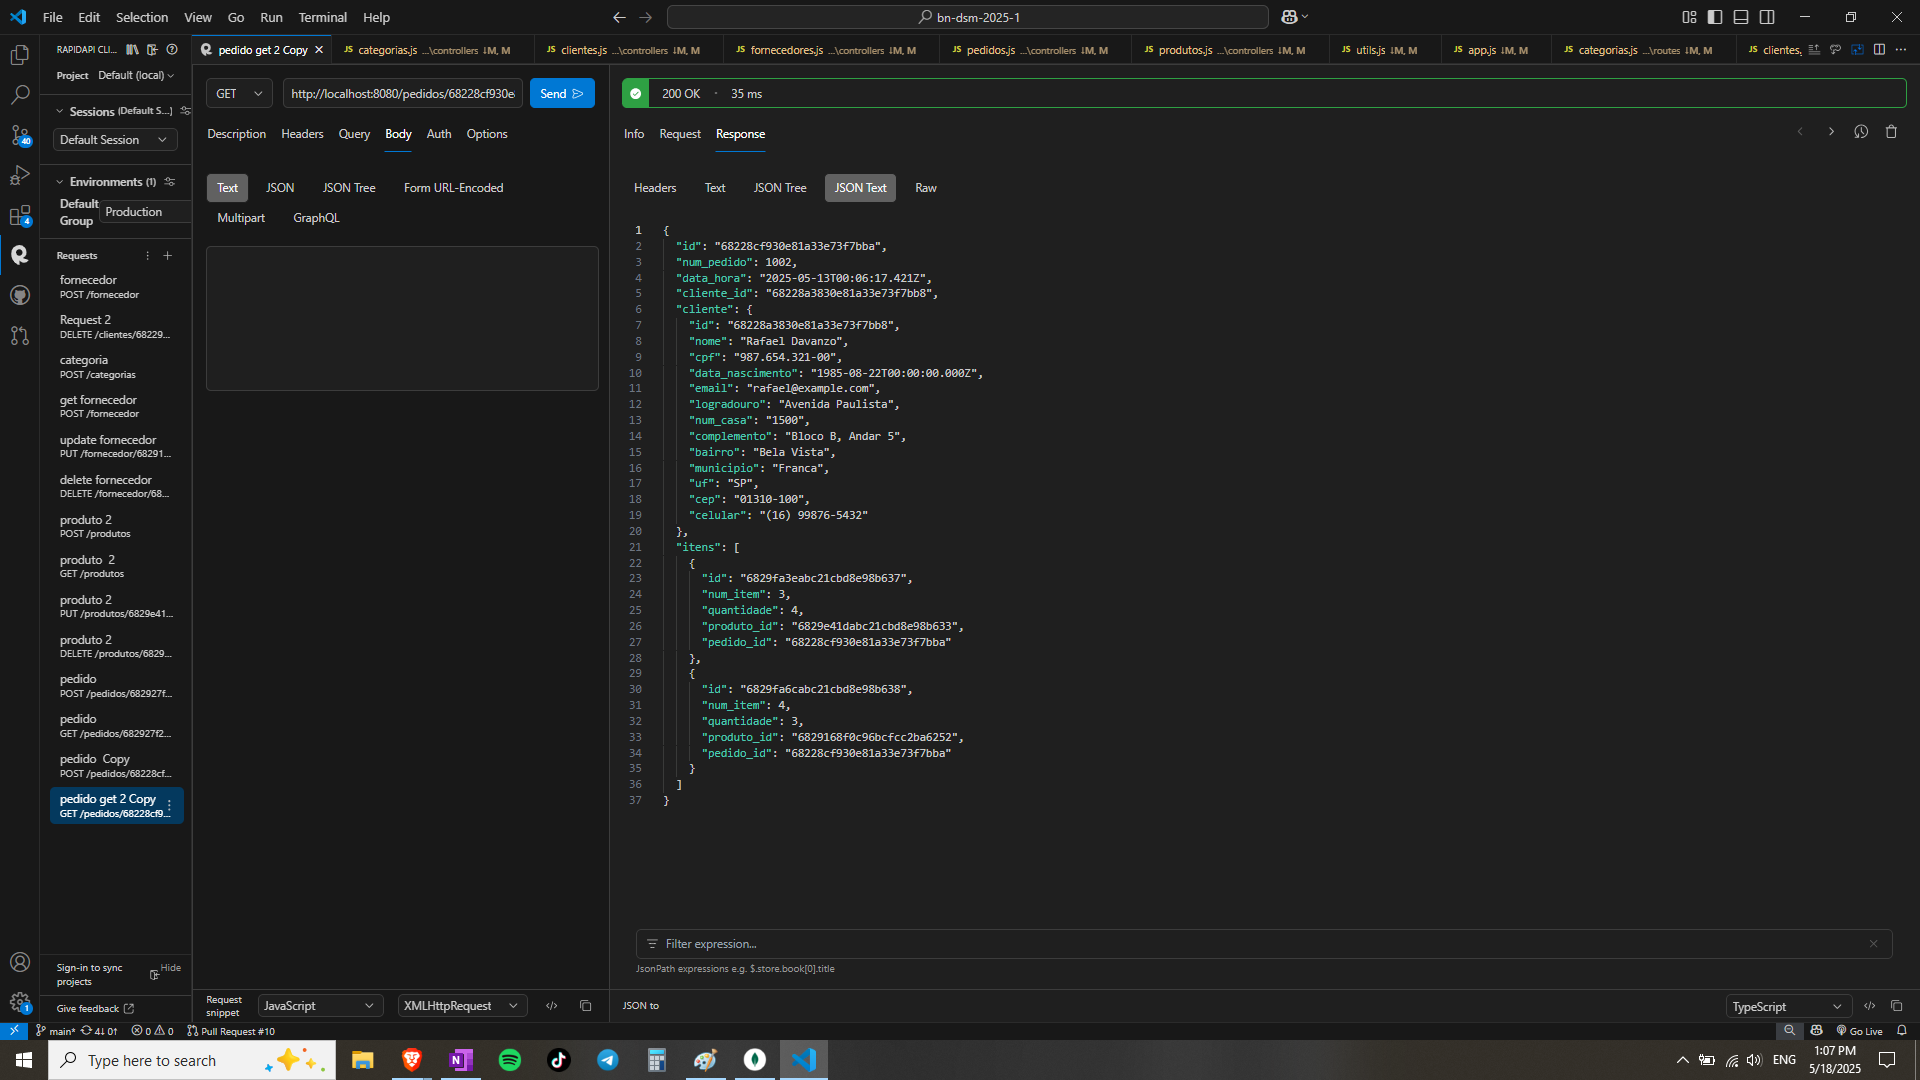 File Edit Selection View Go Run Terminal Help
bn-dsm-2025-1
RAPIDAPI CLI...
pedido get 2 Copy
JS categorias.js ...\controllers ↓M, M
JS clientes.js ...\controllers ↓M, M
JS fornecedores.js ...\controllers ↓M, M
JS pedidos.js ...\controllers ↓M, M
JS produtos.js ...\controllers ↓M, M
JS utils.js ↓M, M
JS app.js ↓M, M
JS categorias.js ...\routes ↓M, M
JS clientes.
Project Default (local)
Sessions (Default S...]
Default Session
Environments (1)
Default Group
Production
Requests
fornecedor
POST /fornecedor
Request 2
DELETE /clientes/68229...
categoria
POST /categorias
get fornecedor
POST /fornecedor
update fornecedor
PUT /fornecedor/68291...
delete fornecedor
DELETE /fornecedor/68...
produto 2
POST /produtos
produto 2
GET /produtos
produto 2
PUT /produtos/6829e41...
produto 2
DELETE /produtos/6829...
pedido
POST /pedidos/682927f...
pedido
GET /pedidos/682927f2...
pedido Copy
POST /pedidos/68228cf...
pedido get 2 Copy
GET /pedidos/68228cf9...
Sign-in to sync projects
Hide
Give feedback
40
4
1
GET
http://localhost:8080/pedidos/68228cf930e
Send
Description Headers Query Body Auth Options
Text JSON JSON Tree Form URL-Encoded
Multipart GraphQL
Request snippet
JavaScript
XMLHttpRequest
200 OK · 35 ms
Info Request Response
Headers Text JSON Tree JSON Text Raw
1 {
2 "id": "68228cf930e81a33e73f7bba",
3 "num_pedido": 1002,
4 "data_hora": "2025-05-13T00:06:17.421Z",
5 "cliente_id": "68228a3830e81a33e73f7bb8",
6 "cliente": {
7 "id": "68228a3830e81a33e73f7bb8",
8 "nome": "Rafael Davanzo",
9 "cpf": "987.654.321-00",
10 "data_nascimento": "1985-08-22T00:00:00.000Z",
11 "email": "rafael@example.com",
12 "logradouro": "Avenida Paulista",
13 "num_casa": "1500",
14 "complemento": "Bloco B, Andar 5",
15 "bairro": "Bela Vista",
16 "municipio": "Franca",
17 "uf": "SP",
18 "cep": "01310-100",
19 "celular": "(16) 99876-5432"
20 },
21 "itens": [
22 {
23 "id": "6829fa3eabc21cbd8e98b637",
24 "num_item": 3,
25 "quantidade": 4,
26 "produto_id": "6829e41dabc21cbd8e98b633",
27 "pedido_id": "68228cf930e81a33e73f7bba"
28 },
29 {
30 "id": "6829fa6cabc21cbd8e98b638",
31 "num_item": 4,
32 "quantidade": 3,
33 "produto_id": "6829168f0c96bcfcc2ba6252",
34 "pedido_id": "68228cf930e81a33e73f7bba"
35 }
36 ]
37 }
Filter expression...
JsonPath expressions e.g. $.store.book[0].title
JSON to
TypeScript
main* 4↓ 0↑ 0 0 Pull Request #10
Go Live
Type here to search
ENG
1:07 PM
5/18/2025